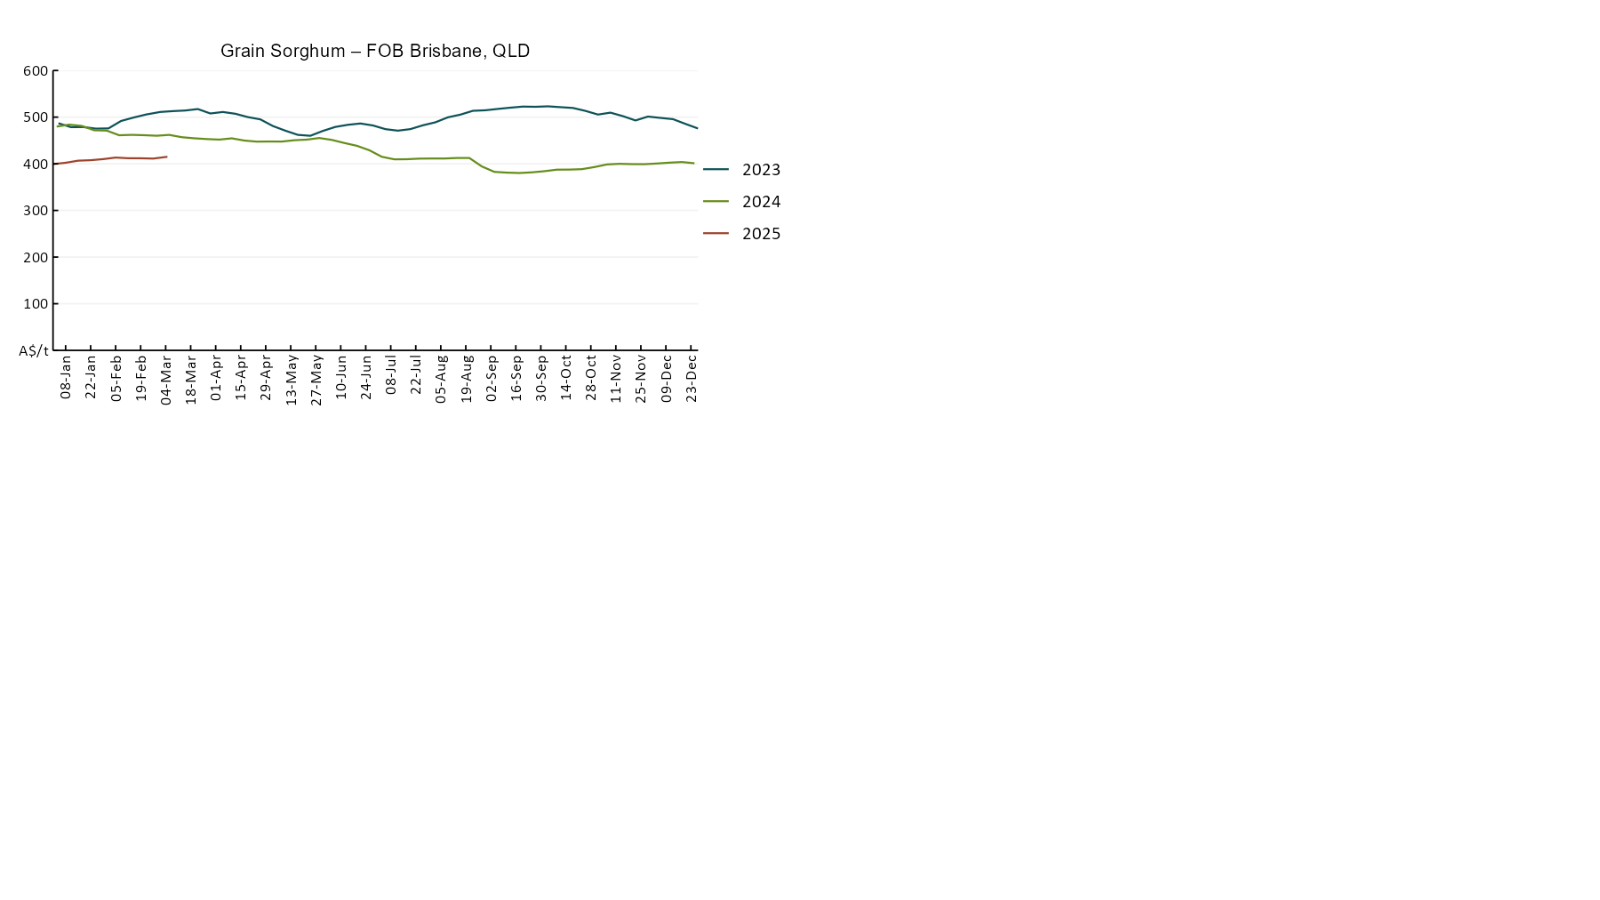 Grain Sorghum – FOB Brisbane, QLD
600
500
400
300
200
100
A$/t
08-Jan
22-Jan
05-Feb
19-Feb
04-Mar
18-Mar
01-Apr
15-Apr
29-Apr
13-May
27-May
10-Jun
24-Jun
08-Jul
22-Jul
05-Aug
19-Aug
02-Sep
16-Sep
30-Sep
14-Oct
28-Oct
11-Nov
25-Nov
09-Dec
23-Dec
2023
2024
2025